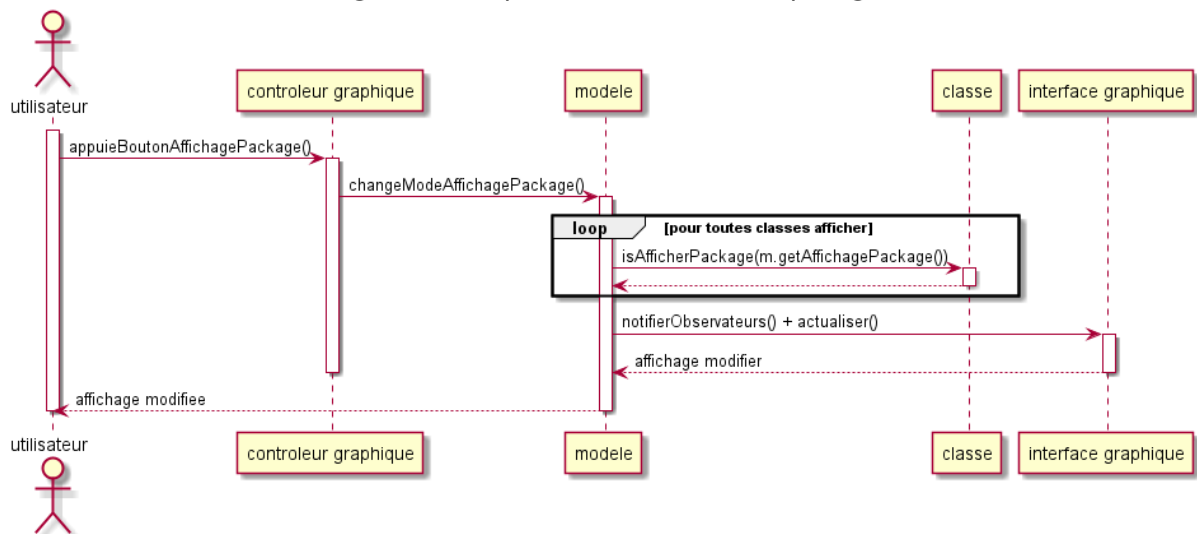 utilisateur
controleur graphique
modele
classe
interface graphique
appuieBoutonAffichagePackage()
changeModeAffichagePackage()
loop [pour toutes classes afficher]
isAfficherPackage(m.getAffichagePackage())
notifierObservateurs() + actualiser()
affichage modifier
affichage modifiee
utilisateur
controleur graphique
modele
classe
interface graphique